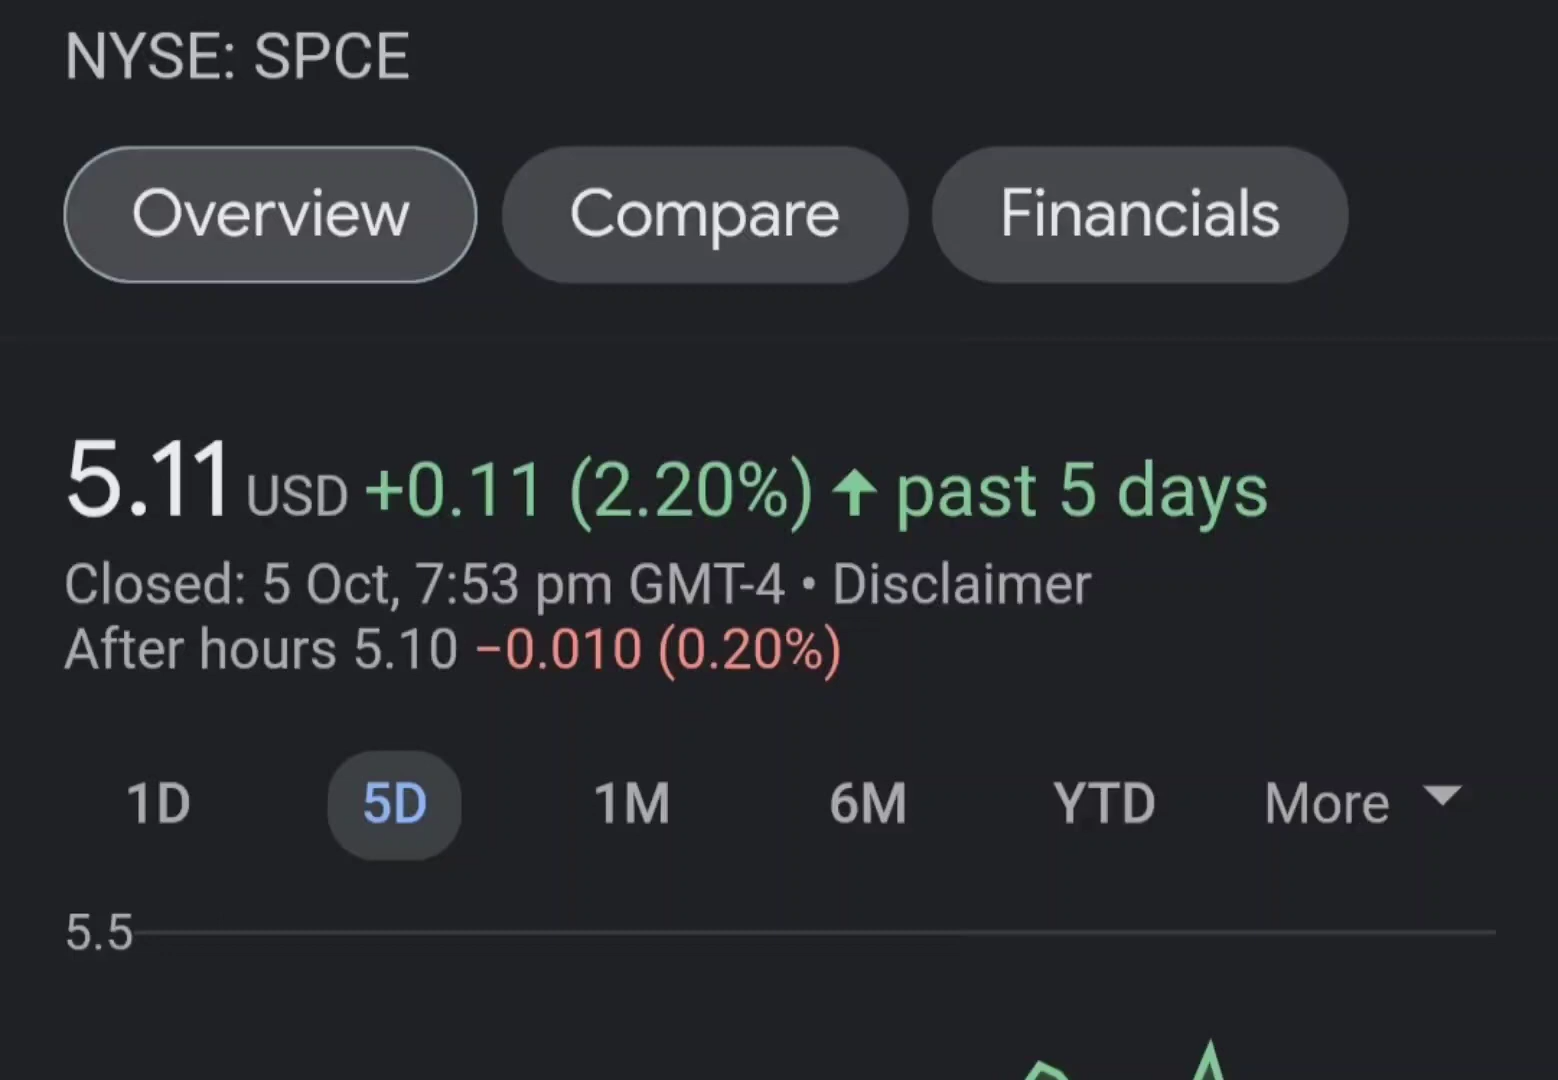 NYSE: SPCE
Overview Compare Financials
5.11 USD +0.11 (2.20%) ↑ past 5 days
Closed: 5 Oct, 7:53 pm GMT-4 • Disclaimer
After hours 5.10 −0.010 (0.20%)
1D 5D 1M 6M YTD More
5.5